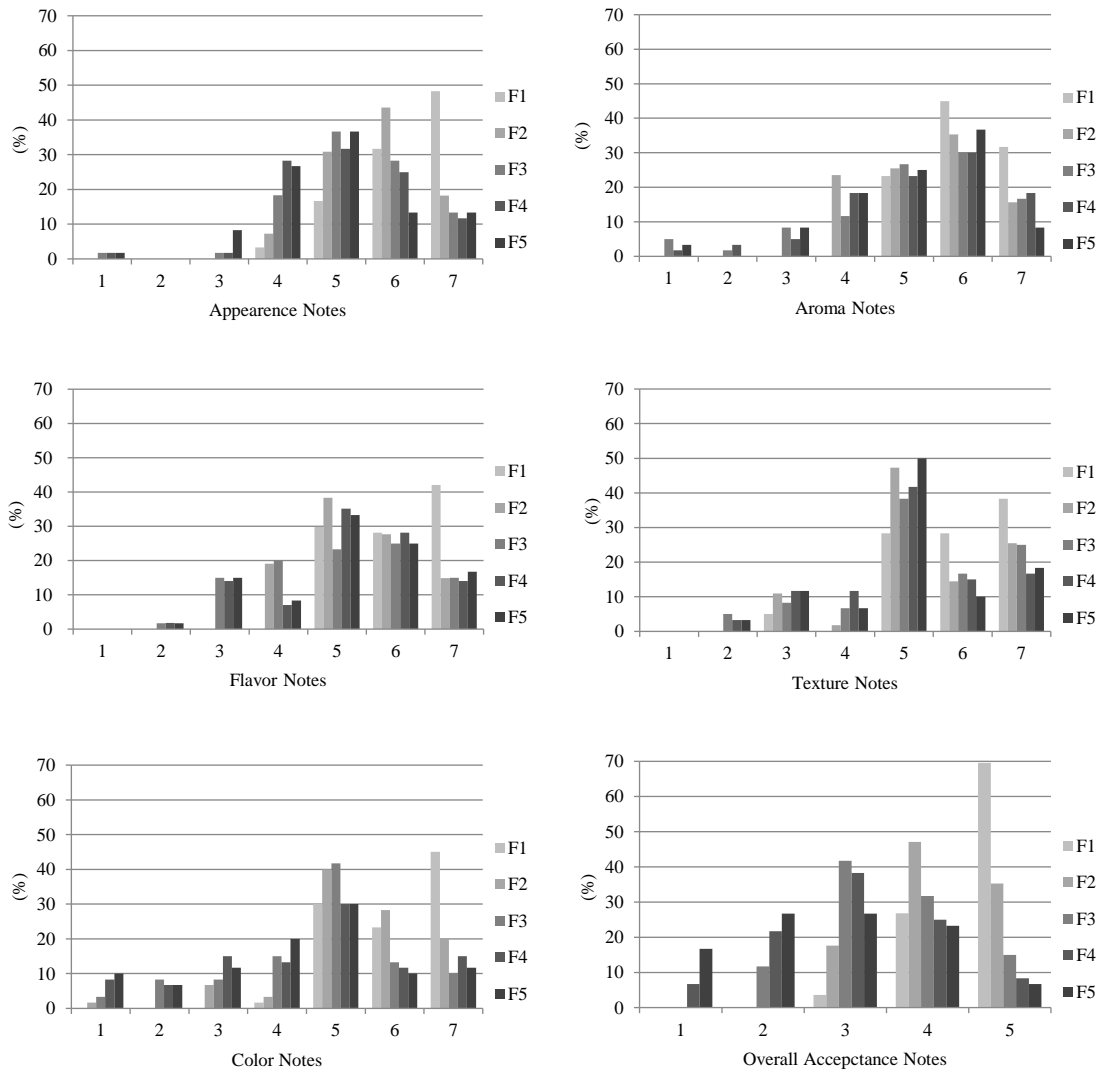 70
60
50
40
30
20
10
0
(%)
1 2 3 4 5 6 7
Appearence Notes
F1
F2
F3
F4
F5
70
60
50
40
30
20
10
0
(%)
1 2 3 4 5 6 7
Aroma Notes
F1
F2
F3
F4
F5
70
60
50
40
30
20
10
0
(%)
1 2 3 4 5 6 7
Flavor Notes
F1
F2
F3
F4
F5
70
60
50
40
30
20
10
0
(%)
1 2 3 4 5 6 7
Texture Notes
F1
F2
F3
F4
F5
70
60
50
40
30
20
10
0
(%)
1 2 3 4 5 6 7
Color Notes
F1
F2
F3
F4
F5
70
60
50
40
30
20
10
0
(%)
1 2 3 4 5
Overall Accepctance Notes
F1
F2
F3
F4
F5